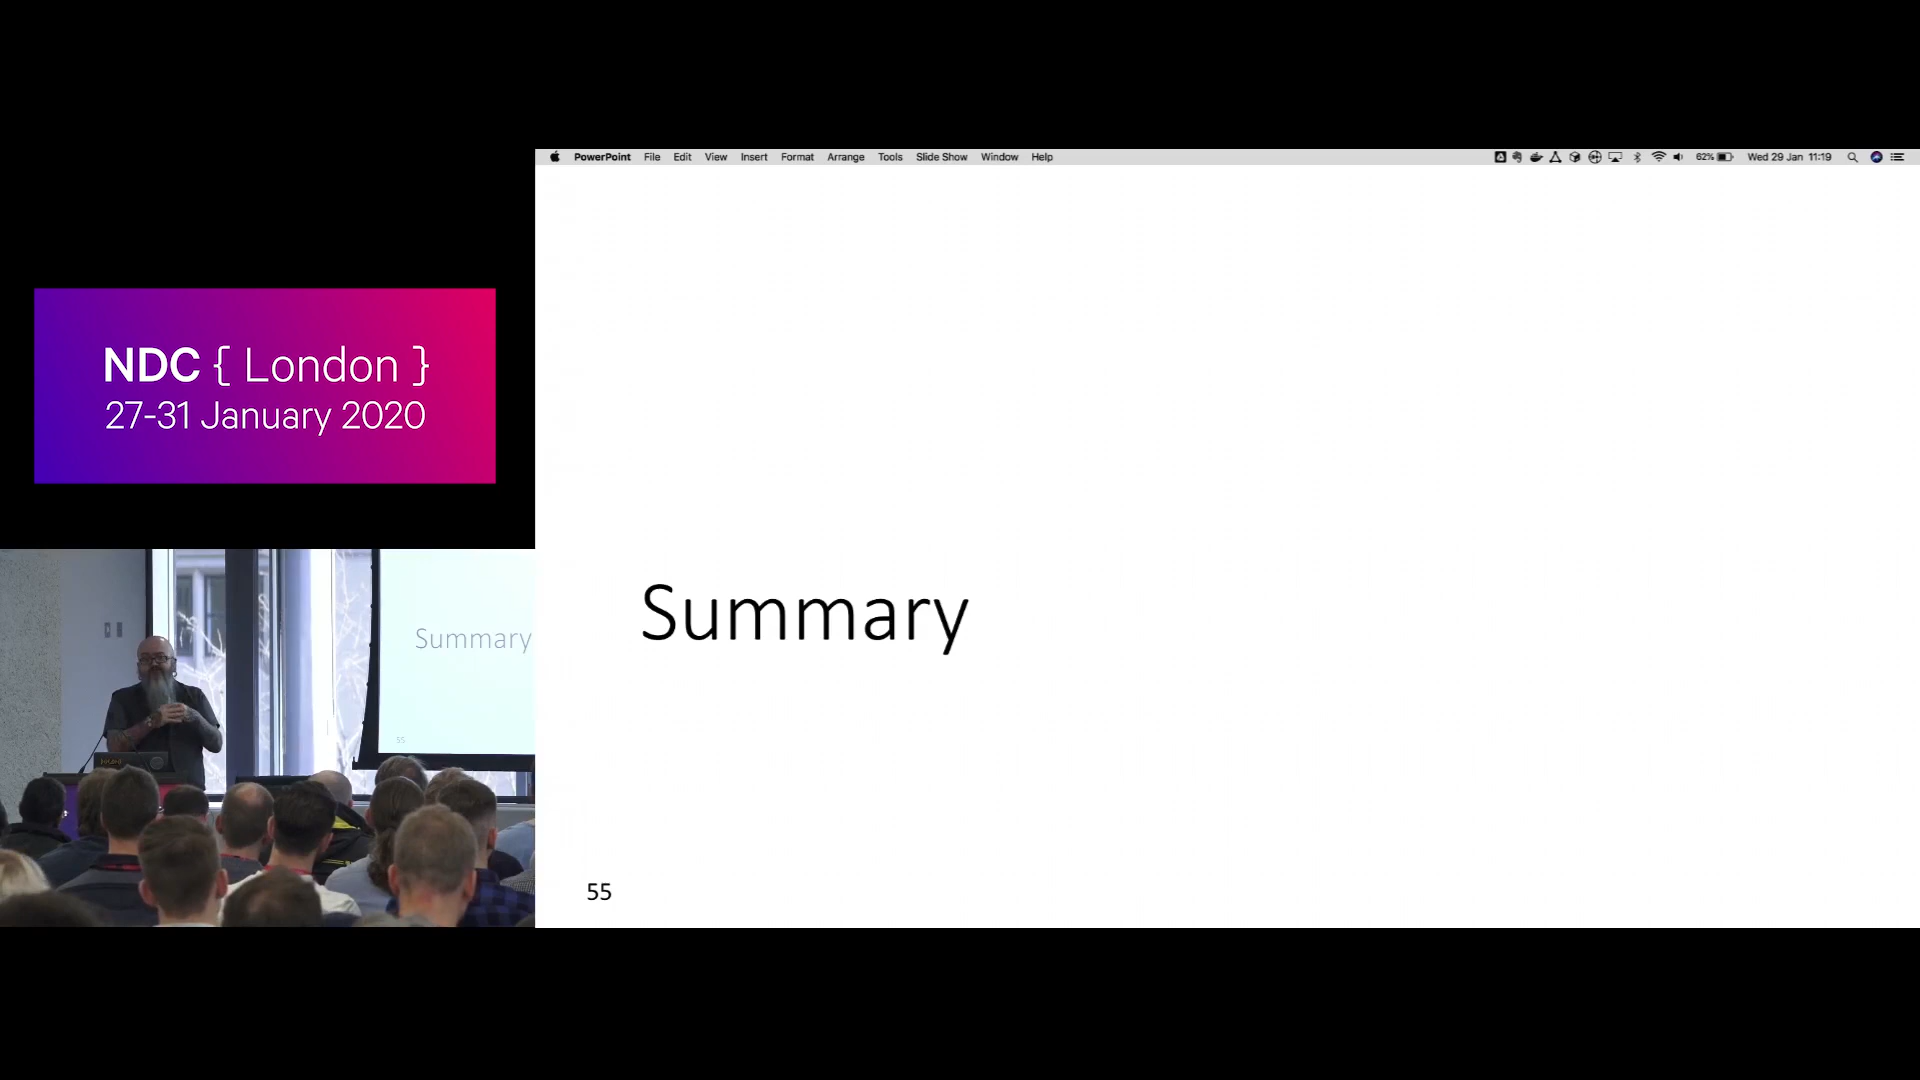 PowerPoint File Edit View Insert Format Arrange Tools Slide Show Window Help 62% Wed 29 Jan 11:19
NDC { London }
27-31 January 2020
Summary
55
Summary
55